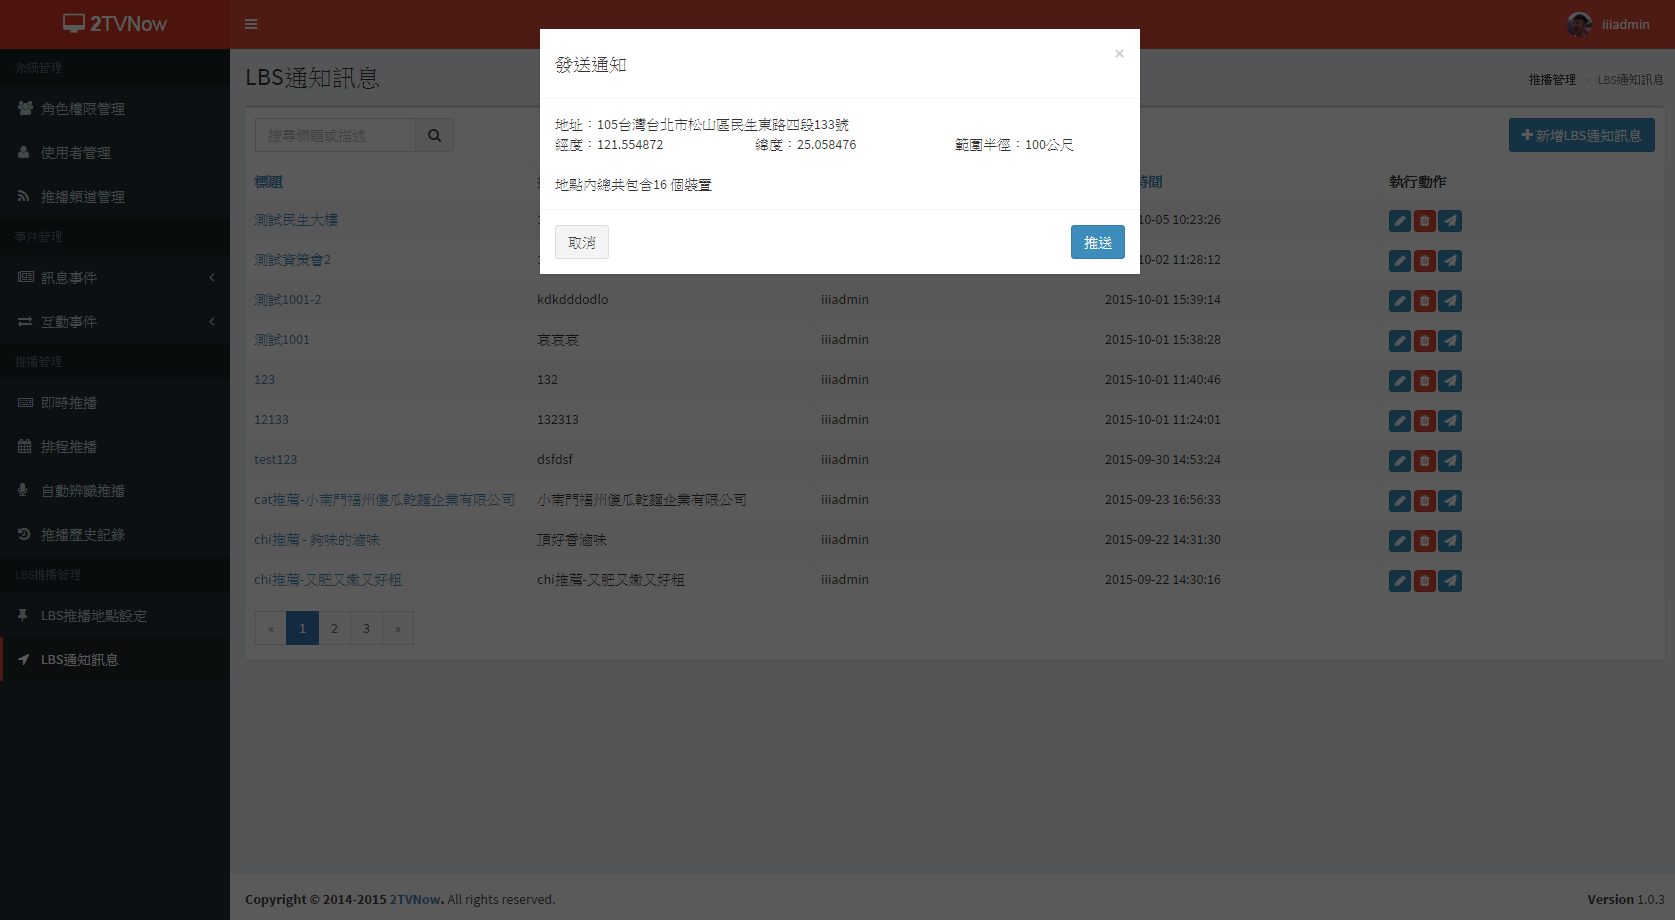 2TVNow
iiiadmin
系統管理
角色權限管理
使用者管理
推播頻道管理
事件管理
訊息事件
互動事件
推播管理
即時推播
排程推播
自動辨識推播
推播歷史記錄
LBS推播管理
LBS推播地點設定
LBS通知訊息
LBS通知訊息
推播管理 > LBS通知訊息
搜尋標題或描述
新增LBS通知訊息
發送通知 ×
地址：105台灣台北市松山區民生東路四段133號
經度：121.554872 緯度：25.058476 範圍半徑：100公尺
地點內總共包含16 個裝置
取消 推送
標題 時間 執行動作
測試民生大樓 10-05 10:23:26
測試資策會2 10-02 11:28:12
測試1001-2 kdkdddodlo iiiadmin 2015-10-01 15:39:14
測試1001 哀哀哀 iiiadmin 2015-10-01 15:38:28
123 132 iiiadmin 2015-10-01 11:40:46
12133 132313 iiiadmin 2015-10-01 11:24:01
test123 dsfdsf iiiadmin 2015-09-30 14:53:24
cat推薦-小南門福州傻瓜乾麵企業有限公司 小南門福州傻瓜乾麵企業有限公司 iiiadmin 2015-09-23 16:56:33
chi推薦 - 夠味的滷味 頂好香滷味 iiiadmin 2015-09-22 14:31:30
chi推薦-又肥又嫩又好粗 chi推薦-又肥又嫩又好粗 iiiadmin 2015-09-22 14:30:16
« 1 2 3 »
Copyright © 2014-2015 2TVNow. All rights reserved.
Version 1.0.3